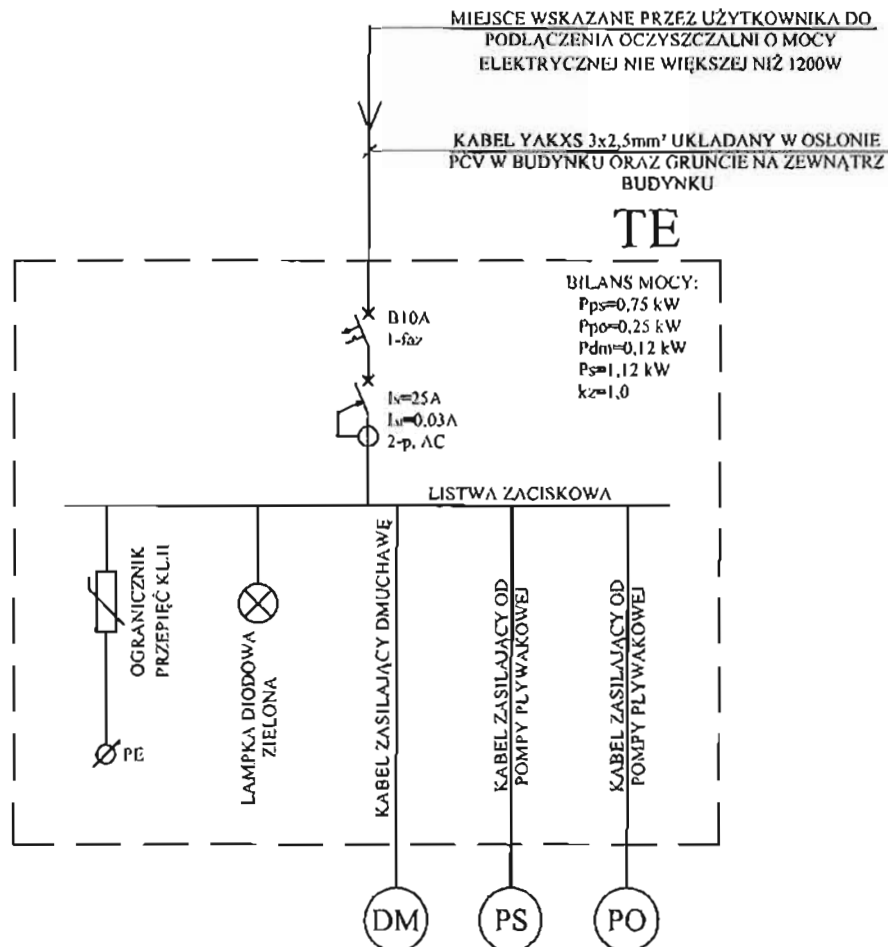 MIEJSCE WSKAZANE PRZEZ UŻYTKOWNIKA DO
PODŁĄCZENIA OCZYSZCZALNI O MOCY
ELEKTRYCZNEJ NIE WIĘKSZEJ NIŻ 1200W
KABEL YAKXS 3x2,5mm² UKŁADANY W OSŁONIE
PCV W BUDYNKU ORAZ GRUNCIE NA ZEWNĄTRZ
BUDYNKU
TE
BILANS MOCY:
Pps=0,75 kW
Ppo=0,25 kW
Pdm=0,12 kW
Ps=1,12 kW
kz=1,0
B10A
1-faz
In=25A
=0.03A
2-p, AC
LISTWA ZACISKOWA
OGRANICZNIK
PRZEPIĘĆ KL.II
PE
LAMPKA DIODOWA
ZIELONA
KABEL ZASILAJĄCY DMUCHAWĘ
KABEL ZASILAJĄCY OD
POMPY PŁYWAKOWEJ
KABEL ZASILAJĄCY OD
POMPY PŁYWAKOWEJ
DM
PS
PO